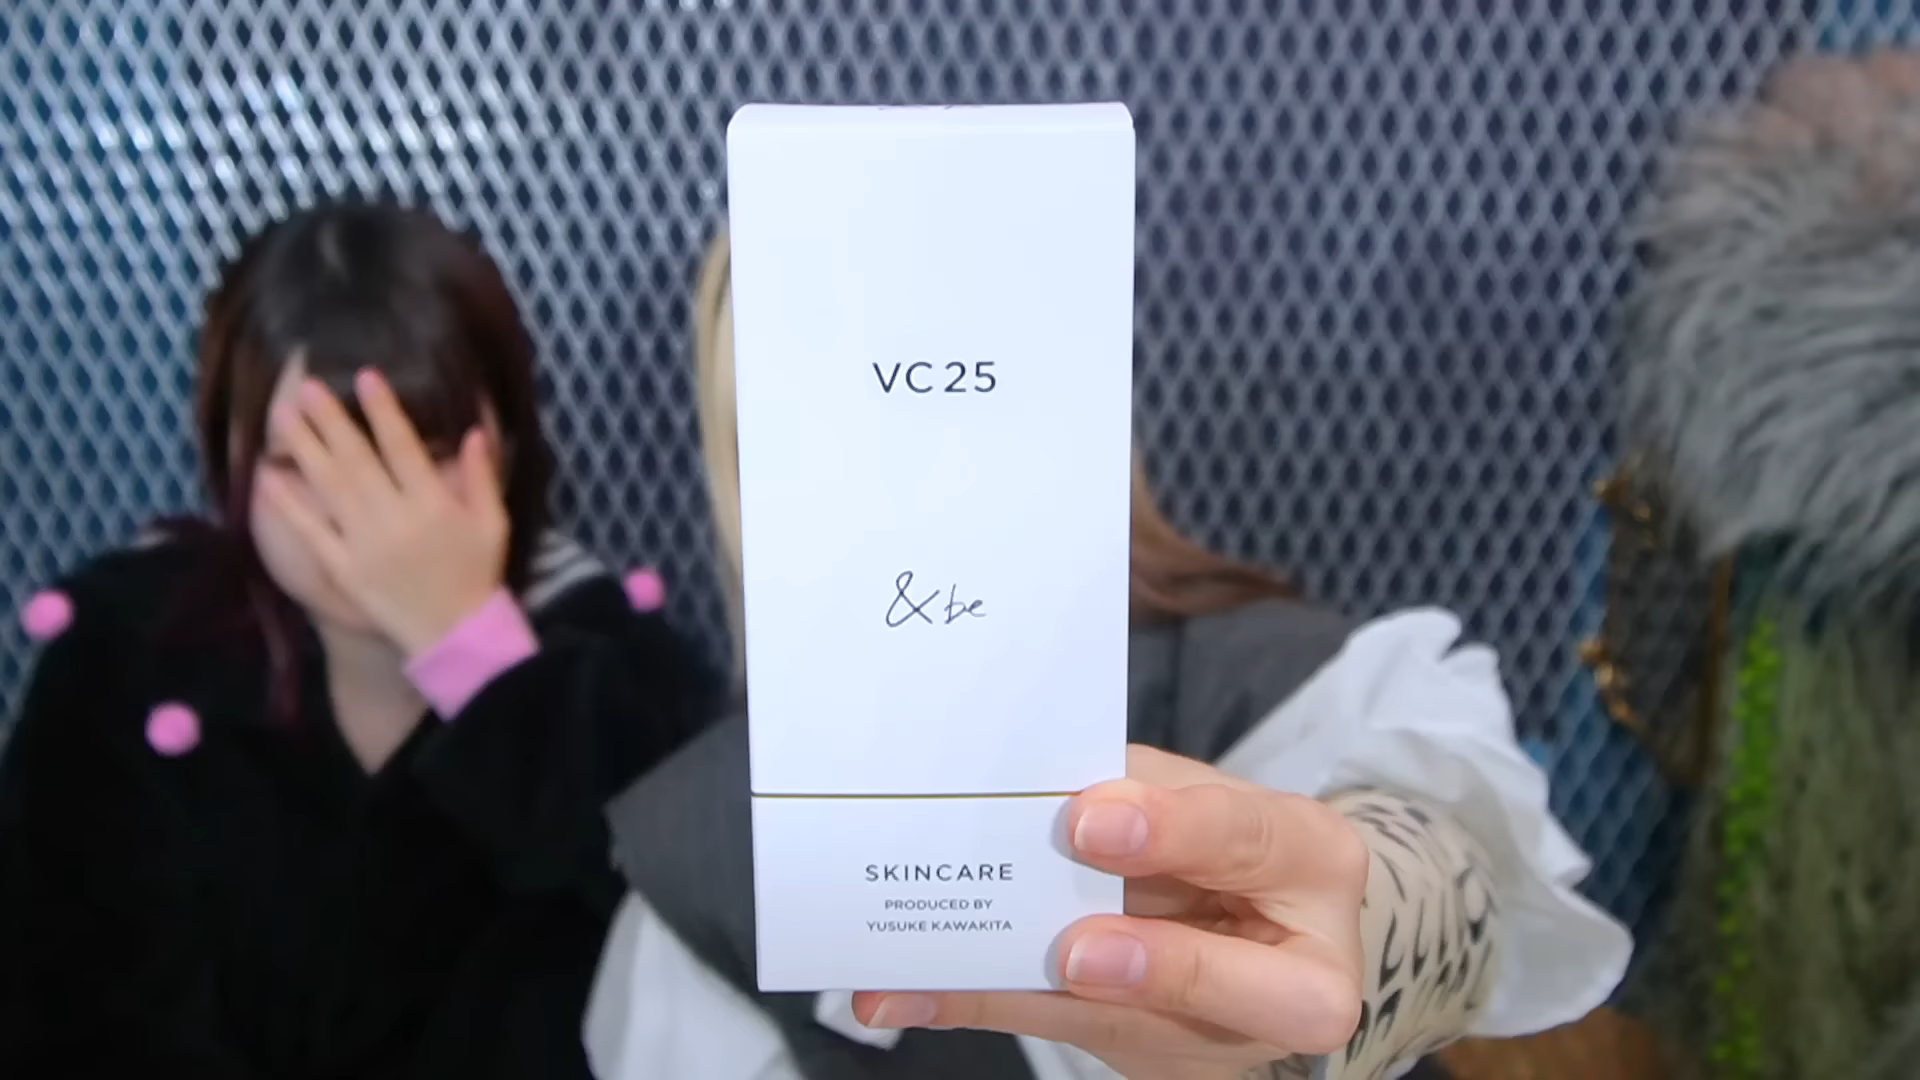 VC25
&be
SKINCARE
PRODUCED BY
YUSUKE KAWAKITA